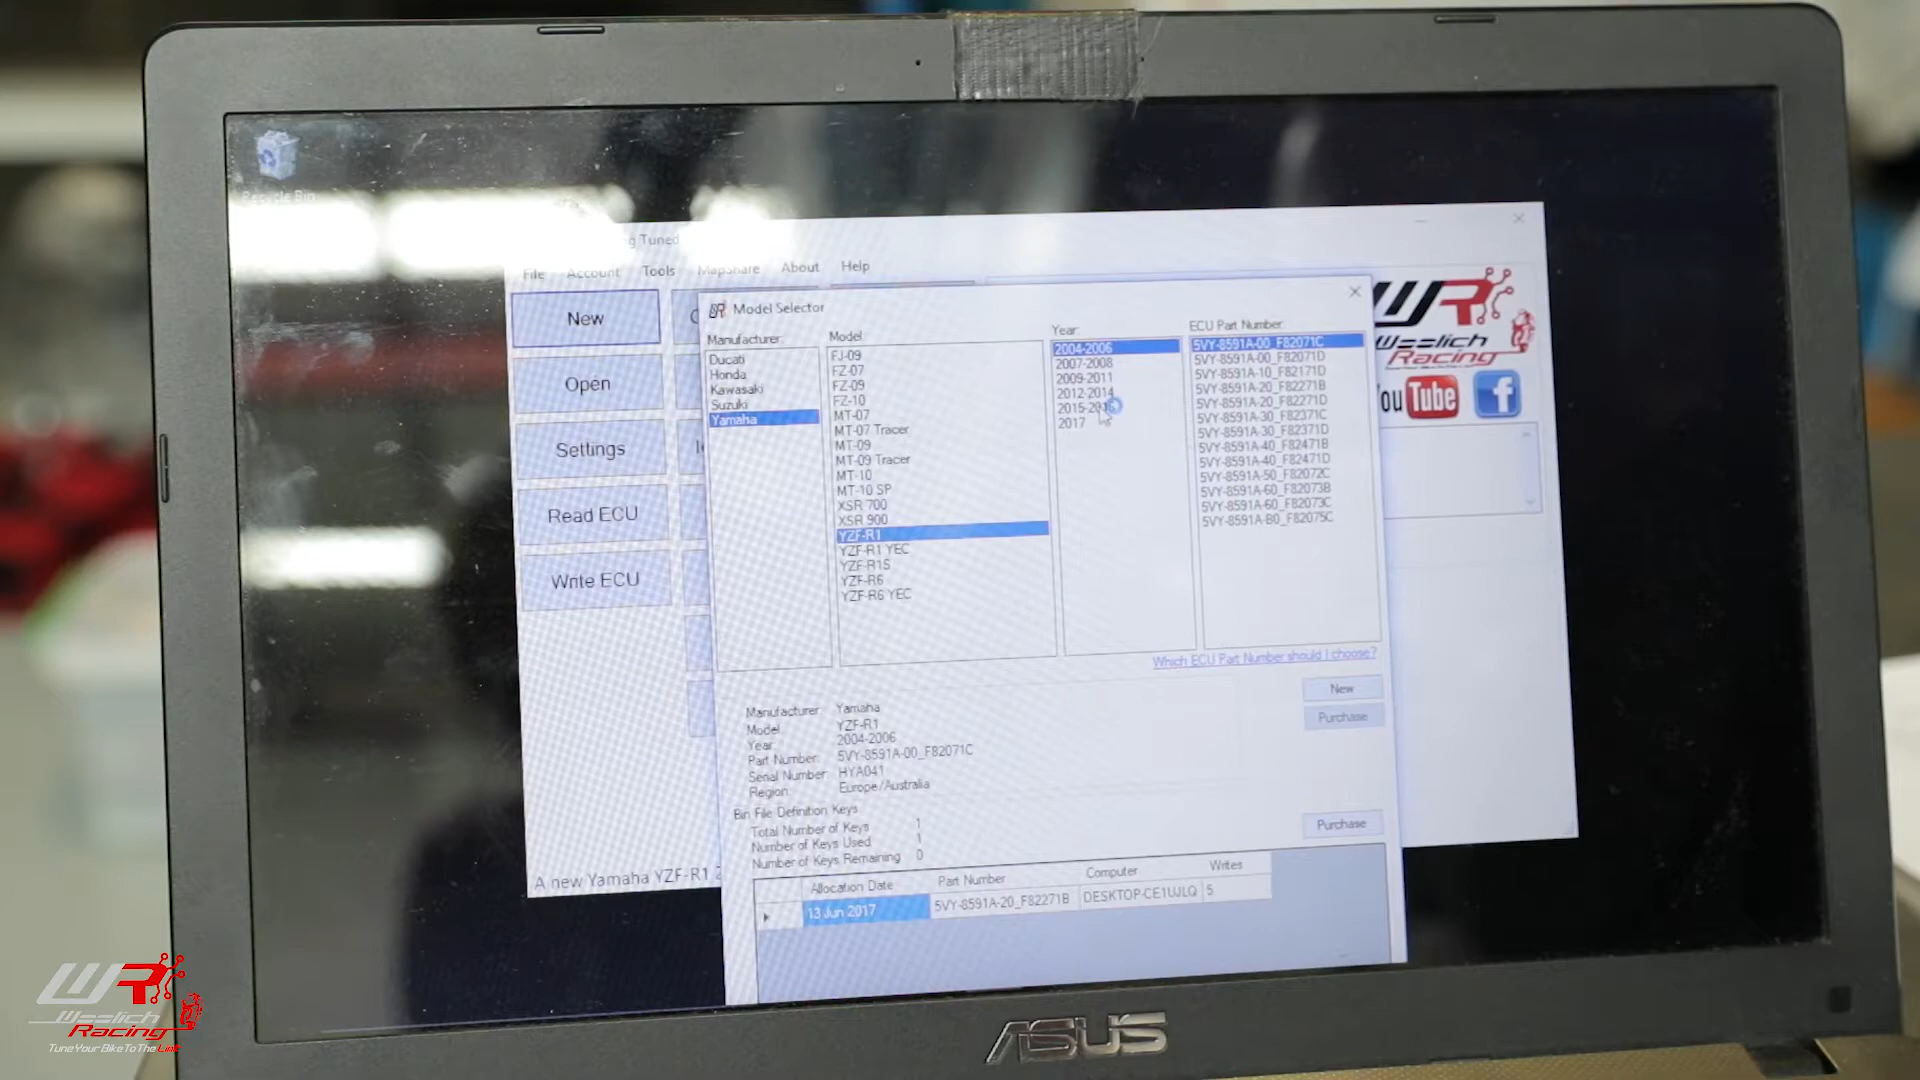 Recycle Bin
g Tuned
File Account Tools MapShare About Help
New
Open
Settings
Read ECU
Write ECU
WR
Woolich
Racing
You Tube f
WR Model Selector
Manufacturer
Ducati
Honda
Kawasaki
Suzuki
Yamaha
Model
FJ-09
FZ-07
FZ-09
FZ-10
MT-07
MT-07 Tracer
MT-09
MT-09 Tracer
MT-10
MT-10 SP
XSR 700
XSR 900
YZF-R1
YZF-R1 YEC
YZF-R1S
YZF-R6
YZF-R6 YEC
Year:
2004-2006
2007-2008
2009-2011
2012-2014
2015-2016
2017
ECU Part Number:
5VY-8591A-00_F82071C
5VY-8591A-00_F82071D
5VY-8591A-10_F82171D
5VY-8591A-20_F82271B
5VY-8591A-20_F82271D
5VY-8591A-30_F82371C
5VY-8591A-30_F82371D
5VY-8591A-40_F82471B
5VY-8591A-40_F82471D
5VY-8591A-50_F82072C
5VY-8591A-60_F82073B
5VY-8591A-60_F82073C
5VY-8591A-B0_F82075C
Which ECU Part Number should I choose?
New
Purchase
Manufacturer: Yamaha
Model YZF-R1
Year 2004-2006
Part Number: 5VY-8591A-00_F82071C
Serial Number: HYA041
Region: Europe/Australia
Bin File Definition Keys
Total Number of Keys 1
Number of Keys Used 1
Number of Keys Remaining 0
Purchase
Allocation Date Part Number Computer Writes
13 Jun 2017 5VY-8591A-20_F82271B DESKTOP-CE1UJLQ 5
A new Yamaha YZF-R1 2
ASUS
WR
Woolich
Racing
Tune Your Bike To The Limit